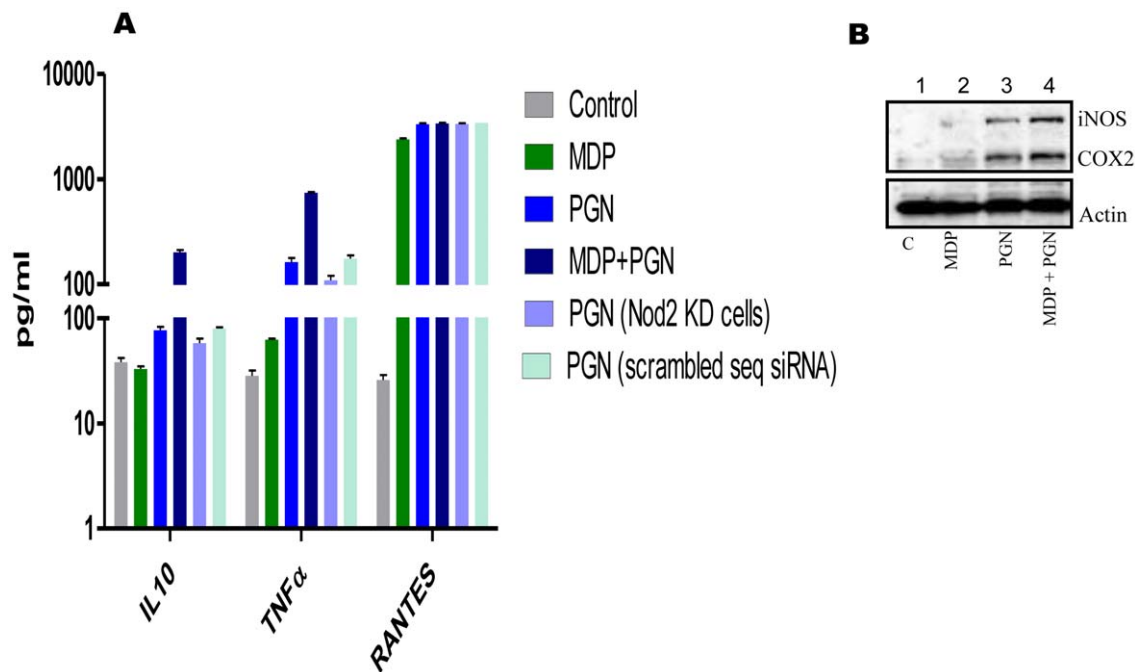 A
10000
1000
100
100
10
1
pg/ml
IL10
TNFα
RANTES
Control
MDP
PGN
MDP+PGN
PGN (Nod2 KD cells)
PGN (scrambled seq siRNA)
B
1 2 3 4
iNOS
COX2
Actin
C
MDP
PGN
MDP + PGN